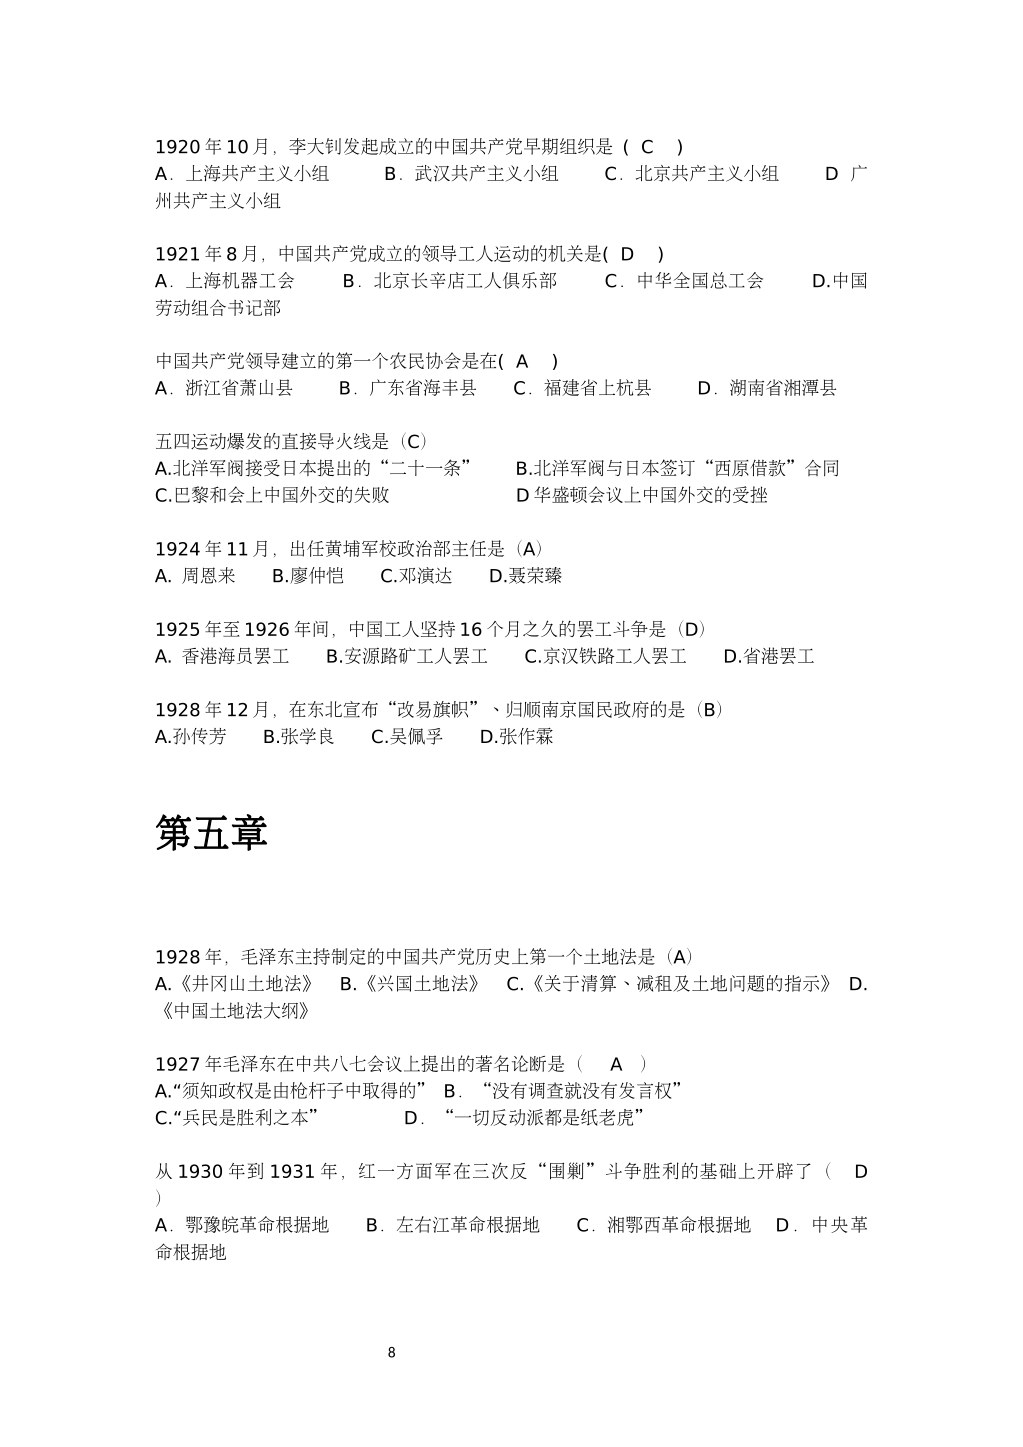 1920 年 10 月，李大钊发起成立的中国共产党早期组织是 ( C )
A．上海共产主义小组 B．武汉共产主义小组 C．北京共产主义小组 D 广
州共产主义小组
1921 年 8 月，中国共产党成立的领导工人运动的机关是( D )
A．上海机器工会 B．北京长辛店工人俱乐部 C．中华全国总工会 D.中国
劳动组合书记部
中国共产党领导建立的第一个农民协会是在( A )
A．浙江省萧山县 B．广东省海丰县 C．福建省上杭县 D．湖南省湘潭县
五四运动爆发的直接导火线是（C）
A.北洋军阀接受日本提出的“二十一条” B.北洋军阀与日本签订“西原借款”合同
C.巴黎和会上中国外交的失败 D 华盛顿会议上中国外交的受挫
1924 年 11 月，出任黄埔军校政治部主任是（A）
A. 周恩来 B.廖仲恺 C.邓演达 D.聂荣臻
1925 年至 1926 年间，中国工人坚持 16 个月之久的罢工斗争是（D）
A. 香港海员罢工 B.安源路矿工人罢工 C.京汉铁路工人罢工 D.省港罢工
1928 年 12 月，在东北宣布“改易旗帜”、归顺南京国民政府的是（B）
A.孙传芳 B.张学良 C.吴佩孚 D.张作霖
第五章
1928 年，毛泽东主持制定的中国共产党历史上第一个土地法是（A）
A.《井冈山土地法》 B.《兴国土地法》 C.《关于清算、减租及土地问题的指示》 D.
《中国土地法大纲》
1927 年毛泽东在中共八七会议上提出的著名论断是（ A ）
A.“须知政权是由枪杆子中取得的” B．“没有调查就没有发言权”
C.“兵民是胜利之本” D．“一切反动派都是纸老虎”
从 1930 年到 1931 年，红一方面军在三次反“围剿”斗争胜利的基础上开辟了（ D
）
A．鄂豫皖革命根据地 B．左右江革命根据地 C．湘鄂西革命根据地 D．中央革
命根据地
8